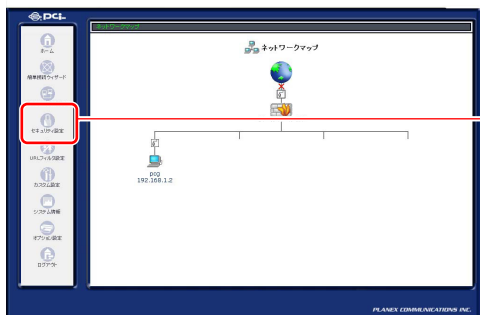 PCi
ネットワークマップ
ネットワークマップ
ホーム
簡単接続ウィザード
セキュリティ設定
URLフィルタ設定
カスタム設定
システム情報
オプション設定
ログアウト
pcg
192.168.1.2
PLANEX COMMUNICATIONS INC.